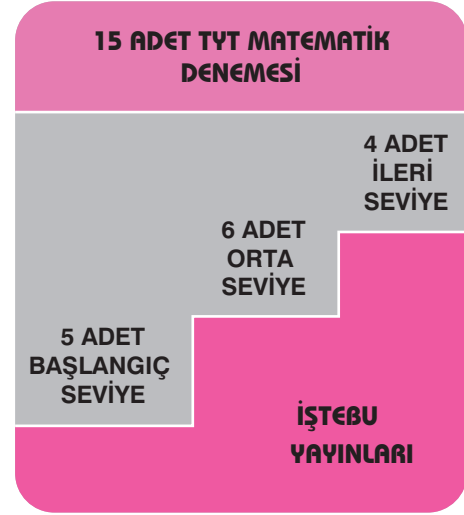 15 ADET TYT MATEMATİK
DENEMESİ
4 ADET
İLERİ
SEVİYE
6 ADET
ORTA
SEVİYE
5 ADET
BAŞLANGIÇ
SEVİYE
İŞTEBU
YAYINLARI